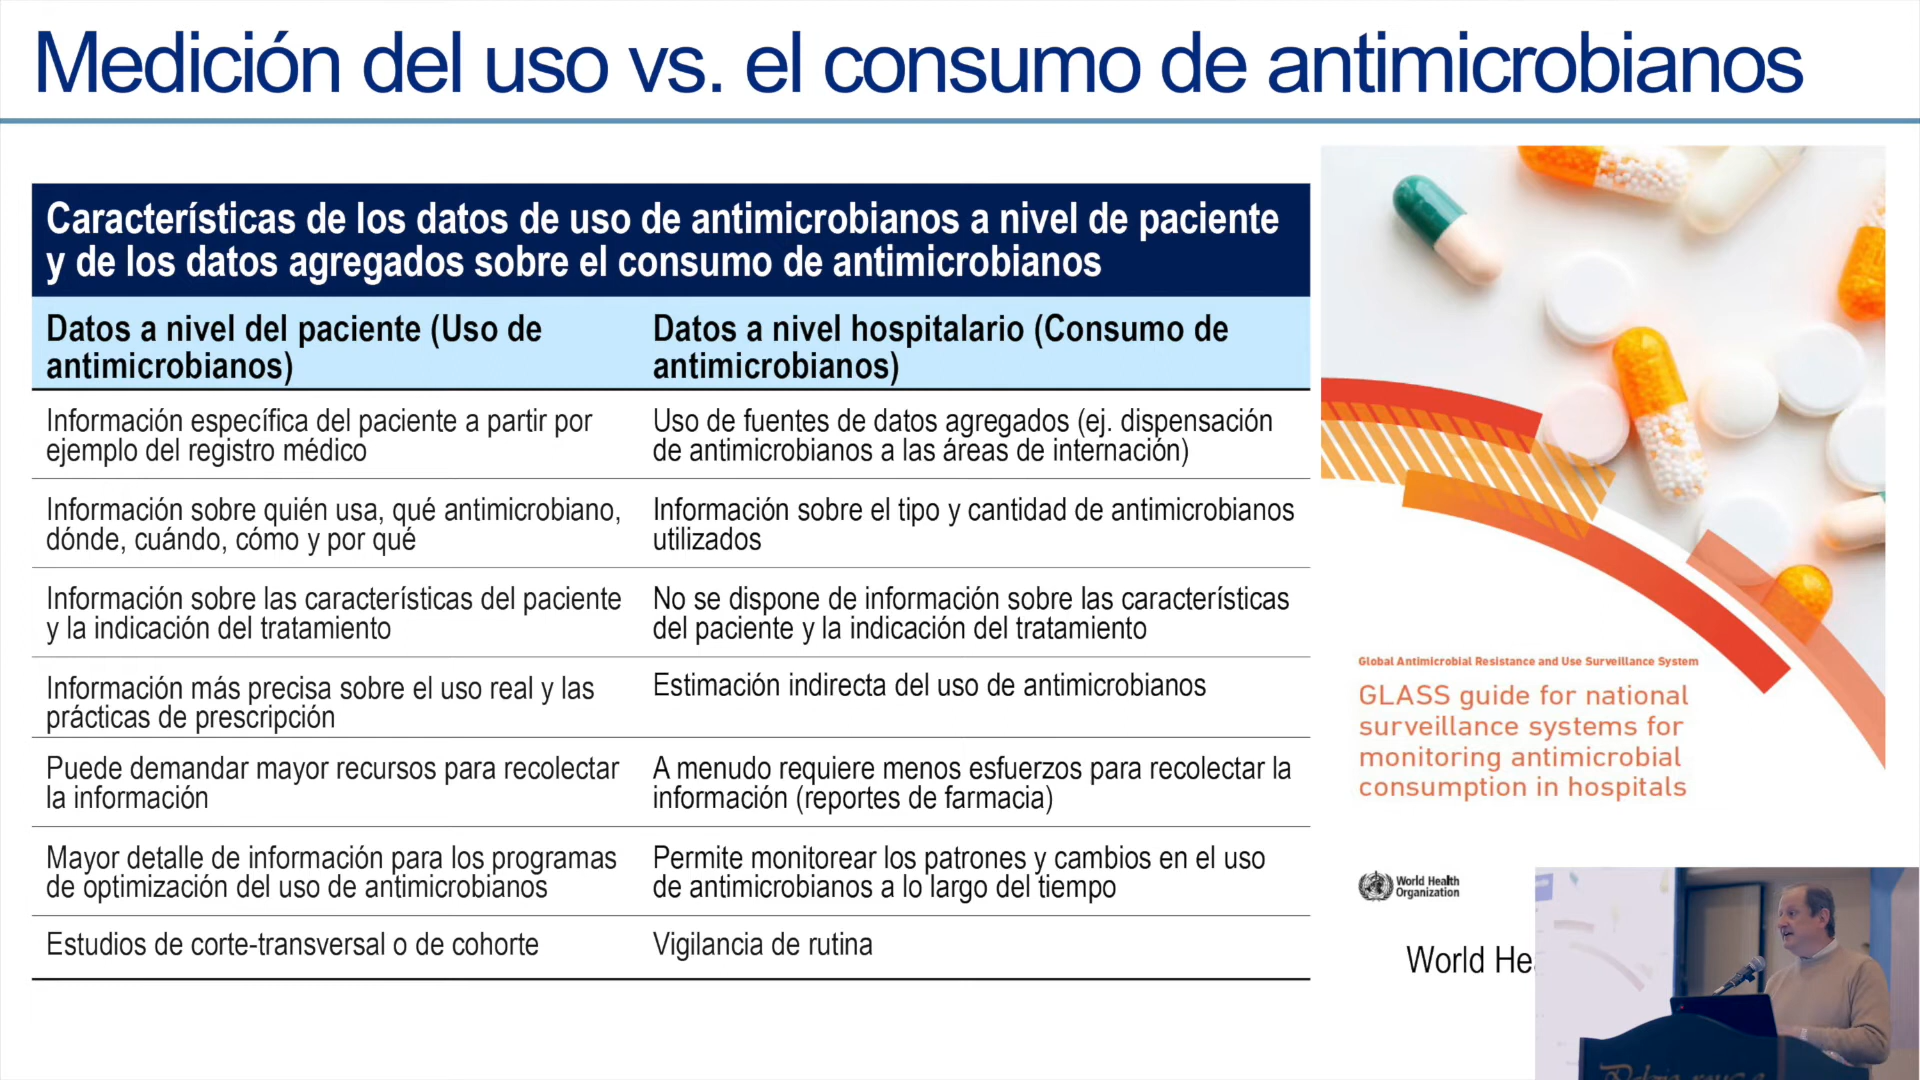 Medición del uso vs. el consumo de antimicrobianos
Características de los datos de uso de antimicrobianos a nivel de paciente
y de los datos agregados sobre el consumo de antimicrobianos
Datos a nivel del paciente (Uso de
antimicrobianos)
Datos a nivel hospitalario (Consumo de
antimicrobianos)
Información específica del paciente a partir por
ejemplo del registro médico
Uso de fuentes de datos agregados (ej. dispensación
de antimicrobianos a las áreas de internación)
Información sobre quién usa, qué antimicrobiano,
dónde, cuándo, cómo y por qué
Información sobre el tipo y cantidad de antimicrobianos
utilizados
Información sobre las características del paciente
y la indicación del tratamiento
No se dispone de información sobre las características
del paciente y la indicación del tratamiento
Información más precisa sobre el uso real y las
prácticas de prescripción
Estimación indirecta del uso de antimicrobianos
Puede demandar mayor recursos para recolectar
la información
A menudo requiere menos esfuerzos para recolectar la
información (reportes de farmacia)
Mayor detalle de información para los programas
de optimización del uso de antimicrobianos
Permite monitorear los patrones y cambios en el uso
de antimicrobianos a lo largo del tiempo
Estudios de corte-transversal o de cohorte
Vigilancia de rutina
Global Antimicrobial Resistance and Use Surveillance System
GLASS guide for national
surveillance systems for
monitoring antimicrobial
consumption in hospitals
World Health
Organization
World